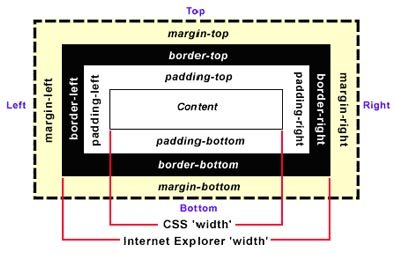 Top
margin-top
border-top
padding-top
Left
margin-left
border-left
padding-left
Content
padding-right
border-right
margin-right
Right
padding-bottom
border-bottom
margin-bottom
Bottom
CSS 'width'
Internet Explorer 'width'